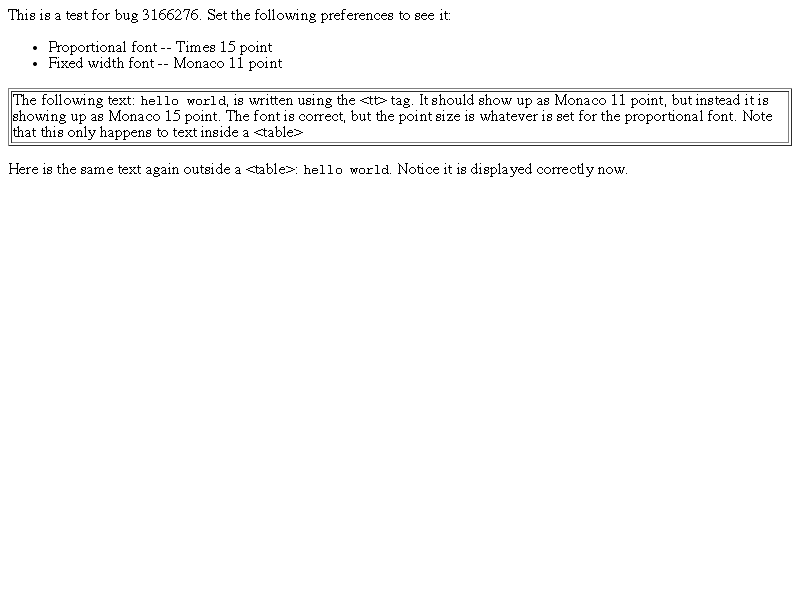 This is a test for bug 3166276. Set the following preferences to see it:
• Proportional font -- Times 15 point
• Fixed width font -- Monaco 11 point
The following text: hello world, is written using the <tt> tag. It should show up as Monaco 11 point, but instead it is
showing up as Monaco 15 point. The font is correct, but the point size is whatever is set for the proportional font. Note
that this only happens to text inside a <table>
Here is the same text again outside a <table>: hello world. Notice it is displayed correctly now.